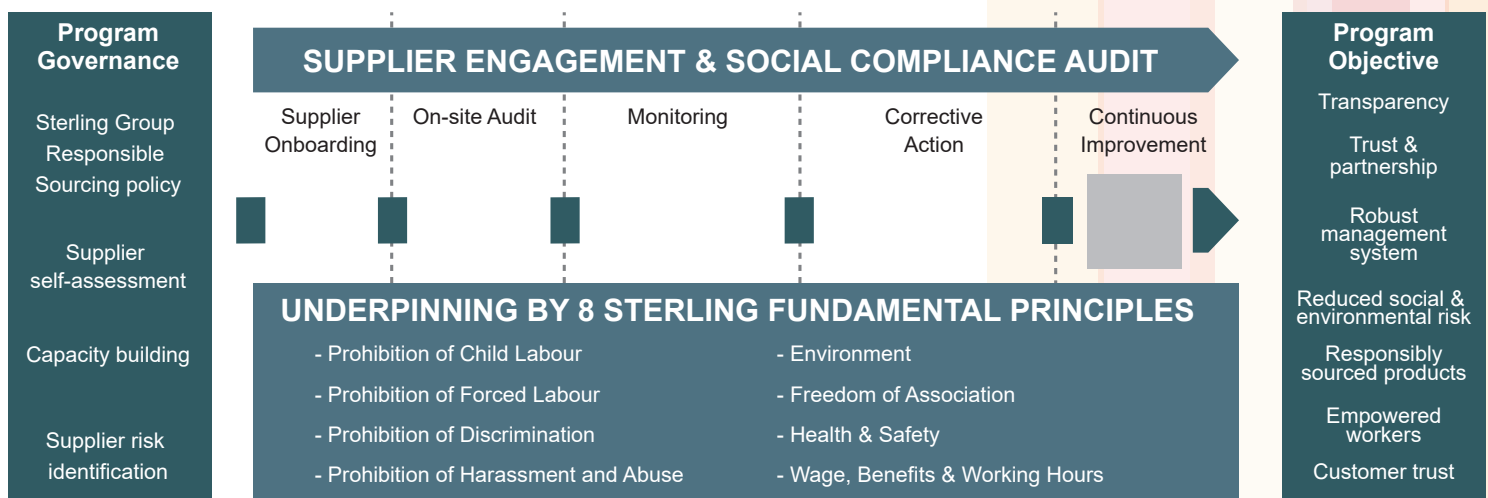 Program
Governance
Sterling Group
Responsible
Sourcing policy
Supplier
self-assessment
Capacity building
Supplier risk
identification
SUPPLIER ENGAGEMENT & SOCIAL COMPLIANCE AUDIT
Supplier
Onboarding
On-site Audit
Monitoring
Corrective
Action
Continuous
Improvement
UNDERPINNING BY 8 STERLING FUNDAMENTAL PRINCIPLES
- Prohibition of Child Labour
- Prohibition of Forced Labour
- Prohibition of Discrimination
- Prohibition of Harassment and Abuse
- Environment
- Freedom of Association
- Health & Safety
- Wage, Benefits & Working Hours
Program
Objective
Transparency
Trust &
partnership
Robust
management
system
Reduced social &
environmental risk
Responsibly
sourced products
Empowered
workers
Customer trust